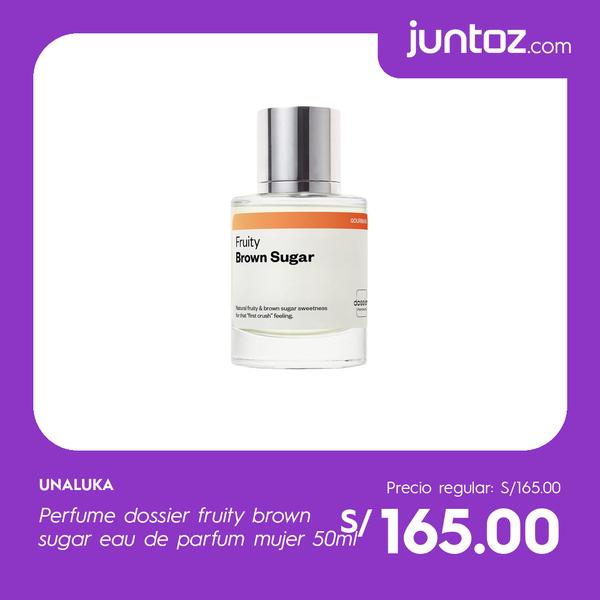 juntoz.com
Fruity
Brown Sugar
Natural fruity & brown sugar sweetness
for that "first crush" feeling.
dossier
UNALUKA
Perfume dossier fruity brown
sugar eau de parfum mujer 50ml
Precio regular: S/165.00
S/ 165.00